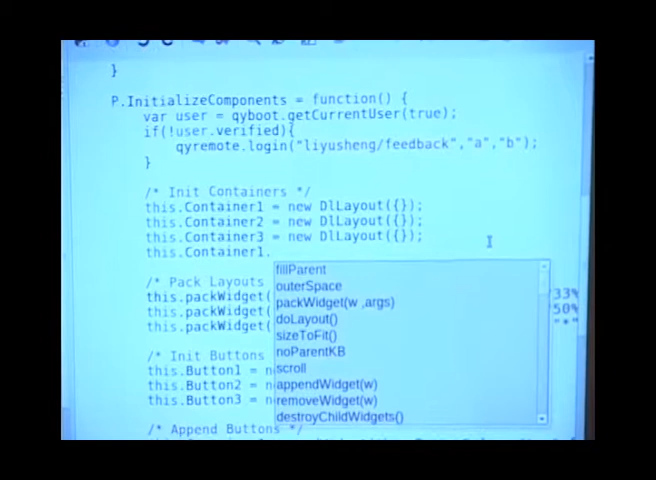 }
P.InitializeComponents = function() {
var user = qyboot.getCurrentUser(true);
if(!user.verified){
qyremote.login("liyusheng/feedback","a","b");
}
/* Init Containers */
this.Container1 = new DlLayout({});
this.Container2 = new DlLayout({});
this.Container3 = new DlLayout({});
this.Container1.
fillParent
outerSpace
packWidget(w ,args)
doLayout()
sizeToFit()
noParentKB
scroll
appendWidget(w)
removeWidget(w)
destroyChildWidgets()
/* Pack Layouts
this.packWidget( 33%
this.packWidget( 50%
this.packWidget( "*"
/* Init Buttons
this.Button1 = n
this.Button2 = n
this.Button3 = n
/* Append Buttons */